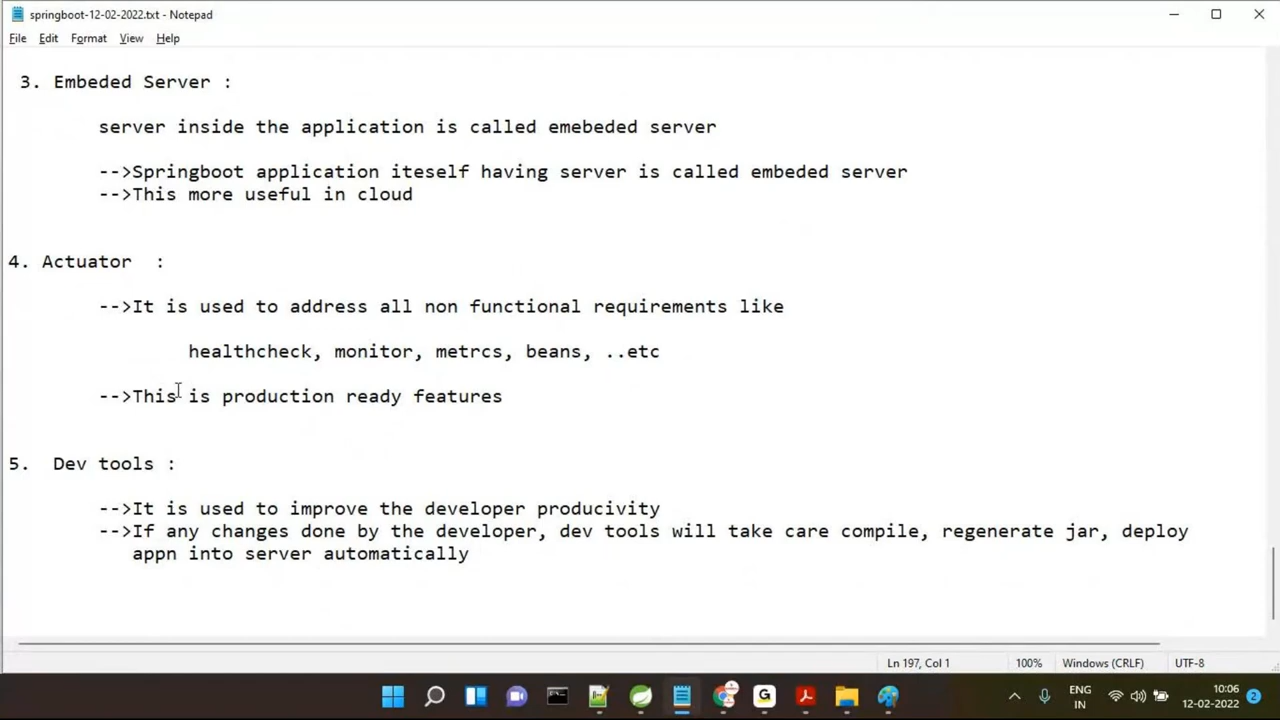 springboot-12-02-2022.txt - Notepad
File Edit Format View Help
3. Embeded Server :
server inside the application is called emebeded server
-->Springboot application iteself having server is called embeded server
-->This more useful in cloud
4. Actuator :
-->It is used to address all non functional requirements like
healthcheck, monitor, metrcs, beans, ..etc
-->This is production ready features
5. Dev tools :
-->It is used to improve the developer producivity
-->If any changes done by the developer, dev tools will take care compile, regenerate jar, deploy
appn into server automatically
Ln 197, Col 1 100% Windows (CRLF) UTF-8
ENG 10:06
IN 12-02-2022 2
G